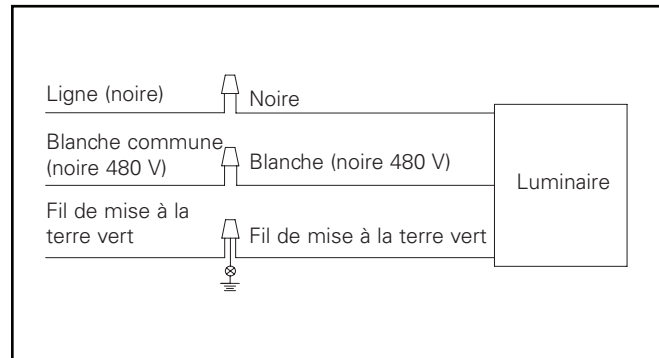 Ligne (noire)
Noire
Blanche commune
(noire 480 V)
Blanche (noire 480 V)
Luminaire
Fil de mise à la
terre vert
Fil de mise à la terre vert